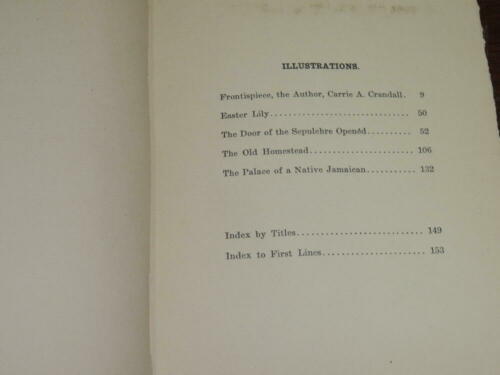 ILLUSTRATIONS.
Frontispiece, the Author, Carrie A. Crandall. 9
Easter Lily.............................. 50
The Door of the Sepulchre Openéd.......... 52
The Old Homestead........................ 106
The Palace of a Native Jamaican........... 132
Index by Titles........................... 149
Index to First Lines...................... 153